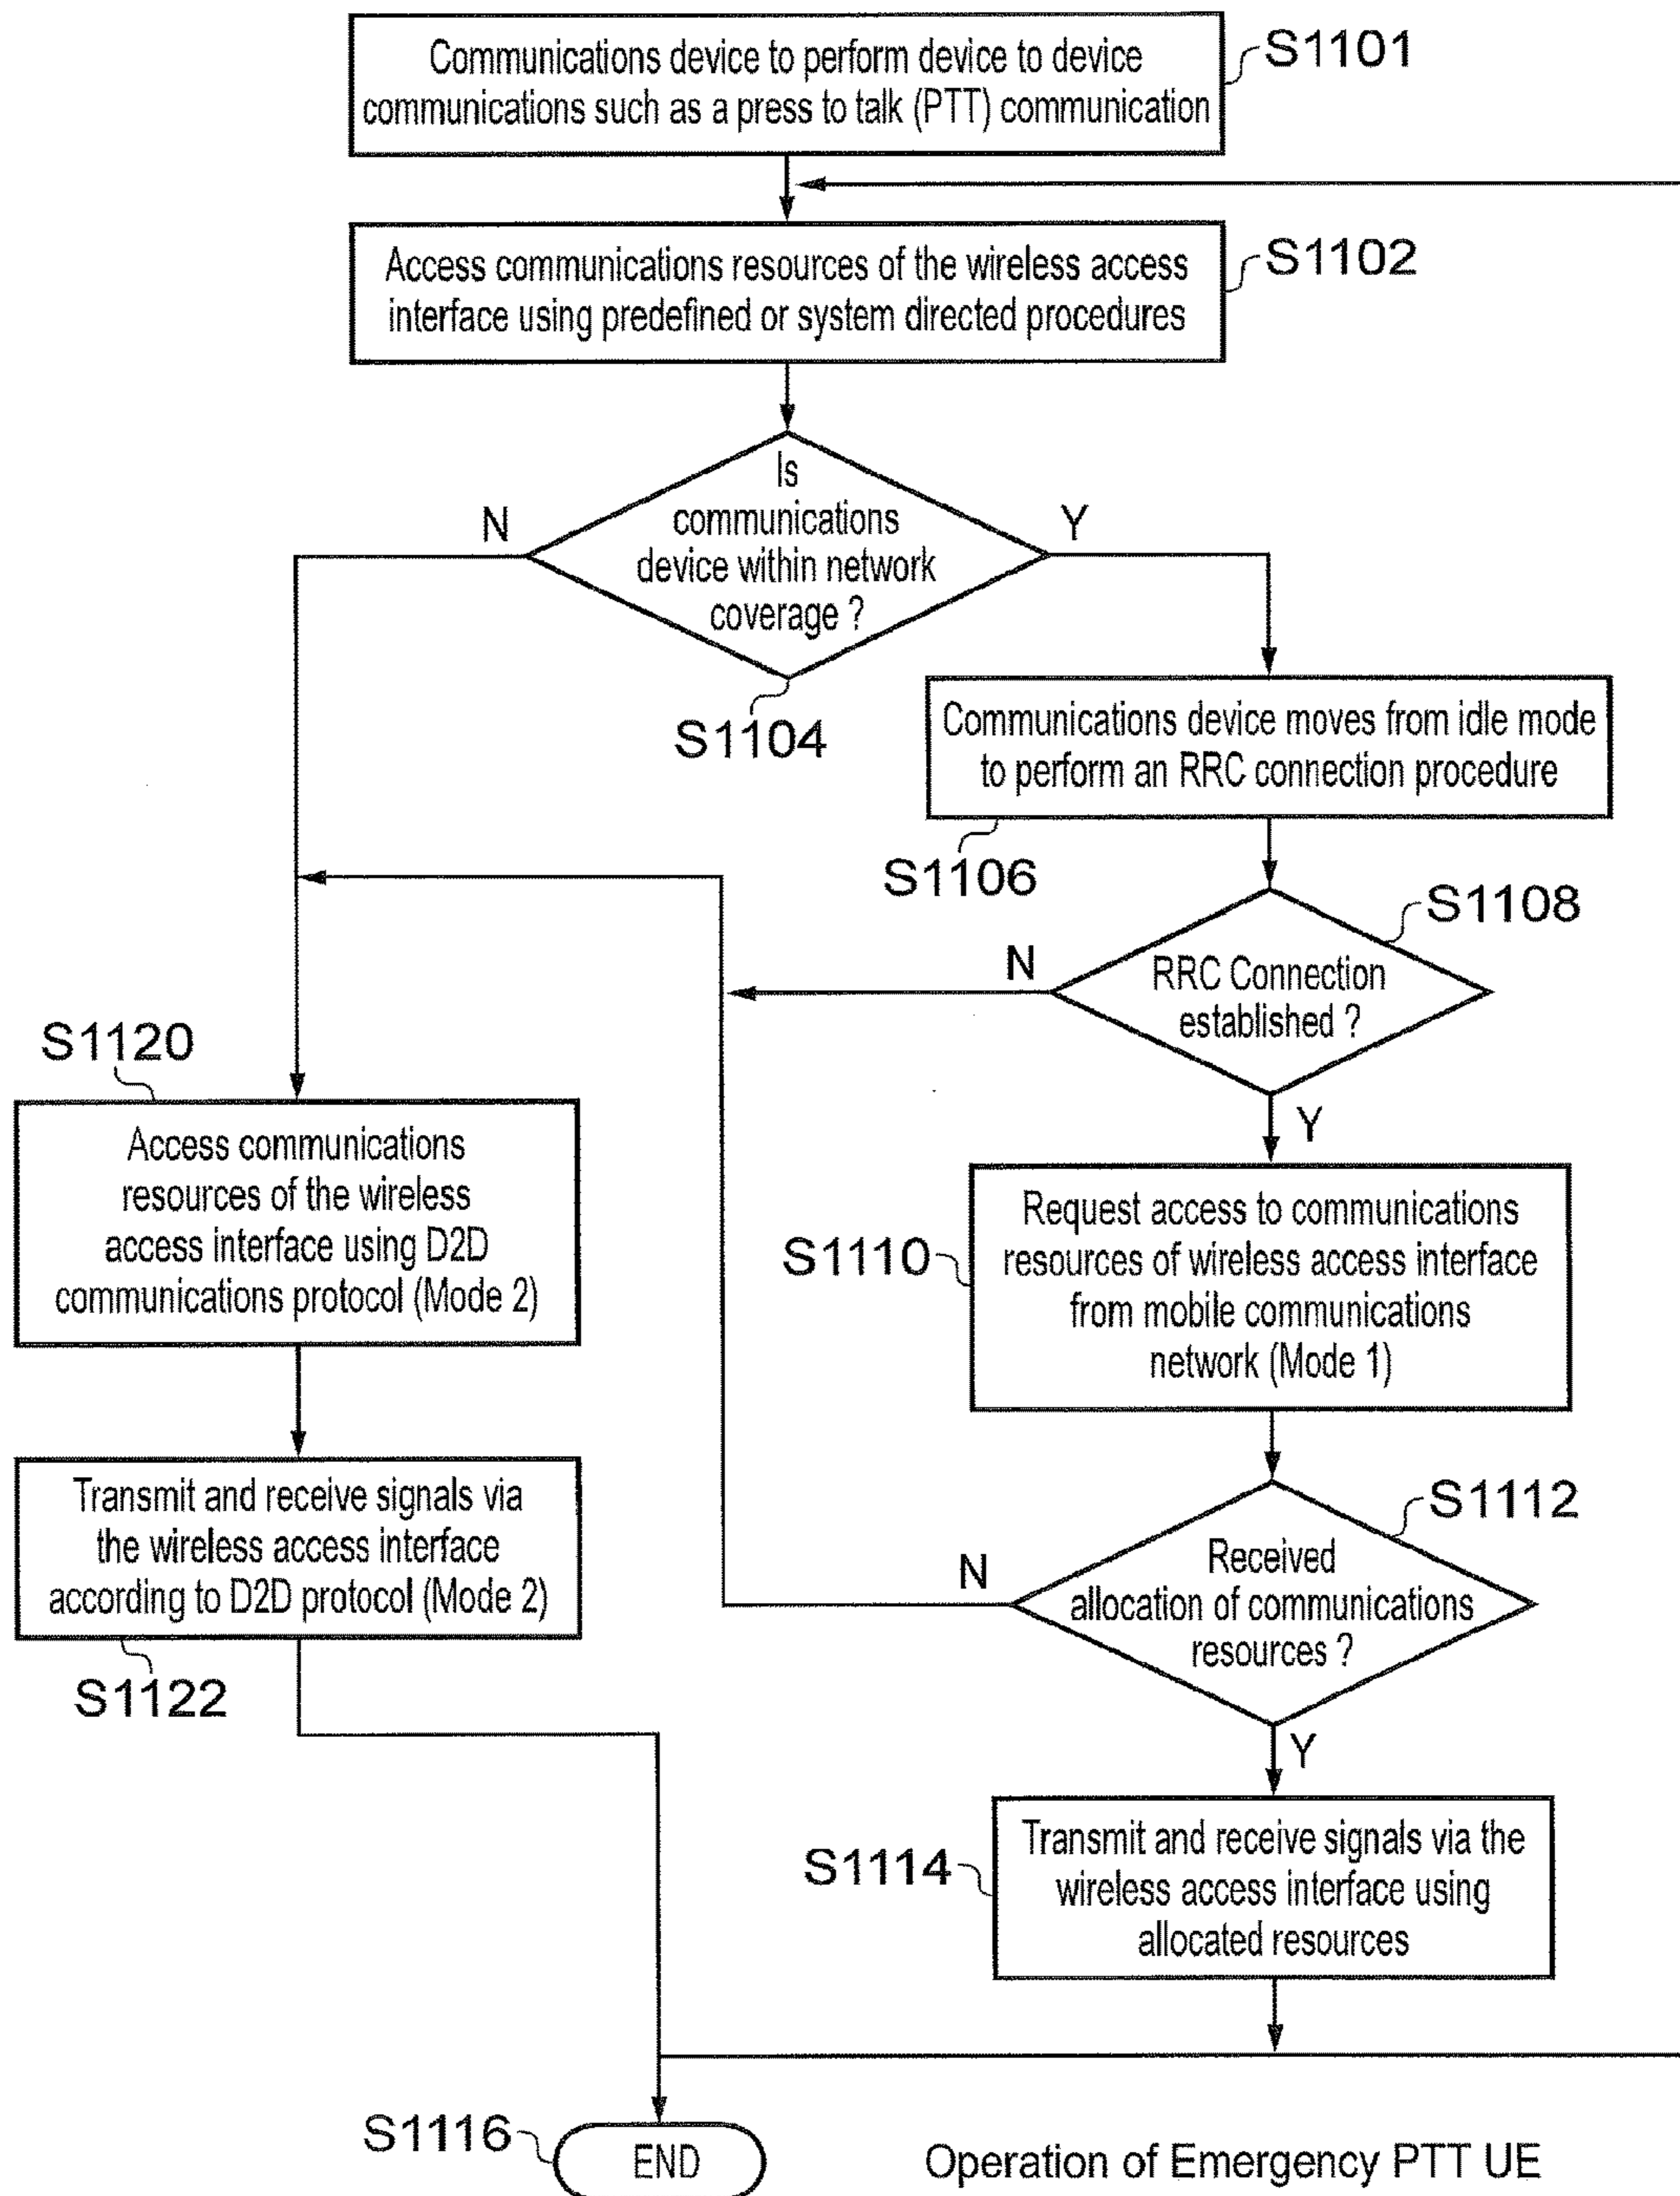 Communications device to perform device to device
communications such as a press to talk (PTT) communication
S1101
Access communications resources of the wireless access
interface using predefined or system directed procedures
S1102
Is
communications
device within network
coverage ?
N
Y
S1104
Communications device moves from idle mode
to perform an RRC connection procedure
S1106
S1108
RRC Connection
established ?
N
Y
S1120
Access communications
resources of the wireless
access interface using D2D
communications protocol (Mode 2)
S1110
Request access to communications
resources of wireless access interface
from mobile communications
network (Mode 1)
Transmit and receive signals via
the wireless access interface
according to D2D protocol (Mode 2)
S1122
S1112
Received
allocation of communications
resources ?
N
Y
S1114
Transmit and receive signals via the
wireless access interface using
allocated resources
S1116
END
Operation of Emergency PTT UE